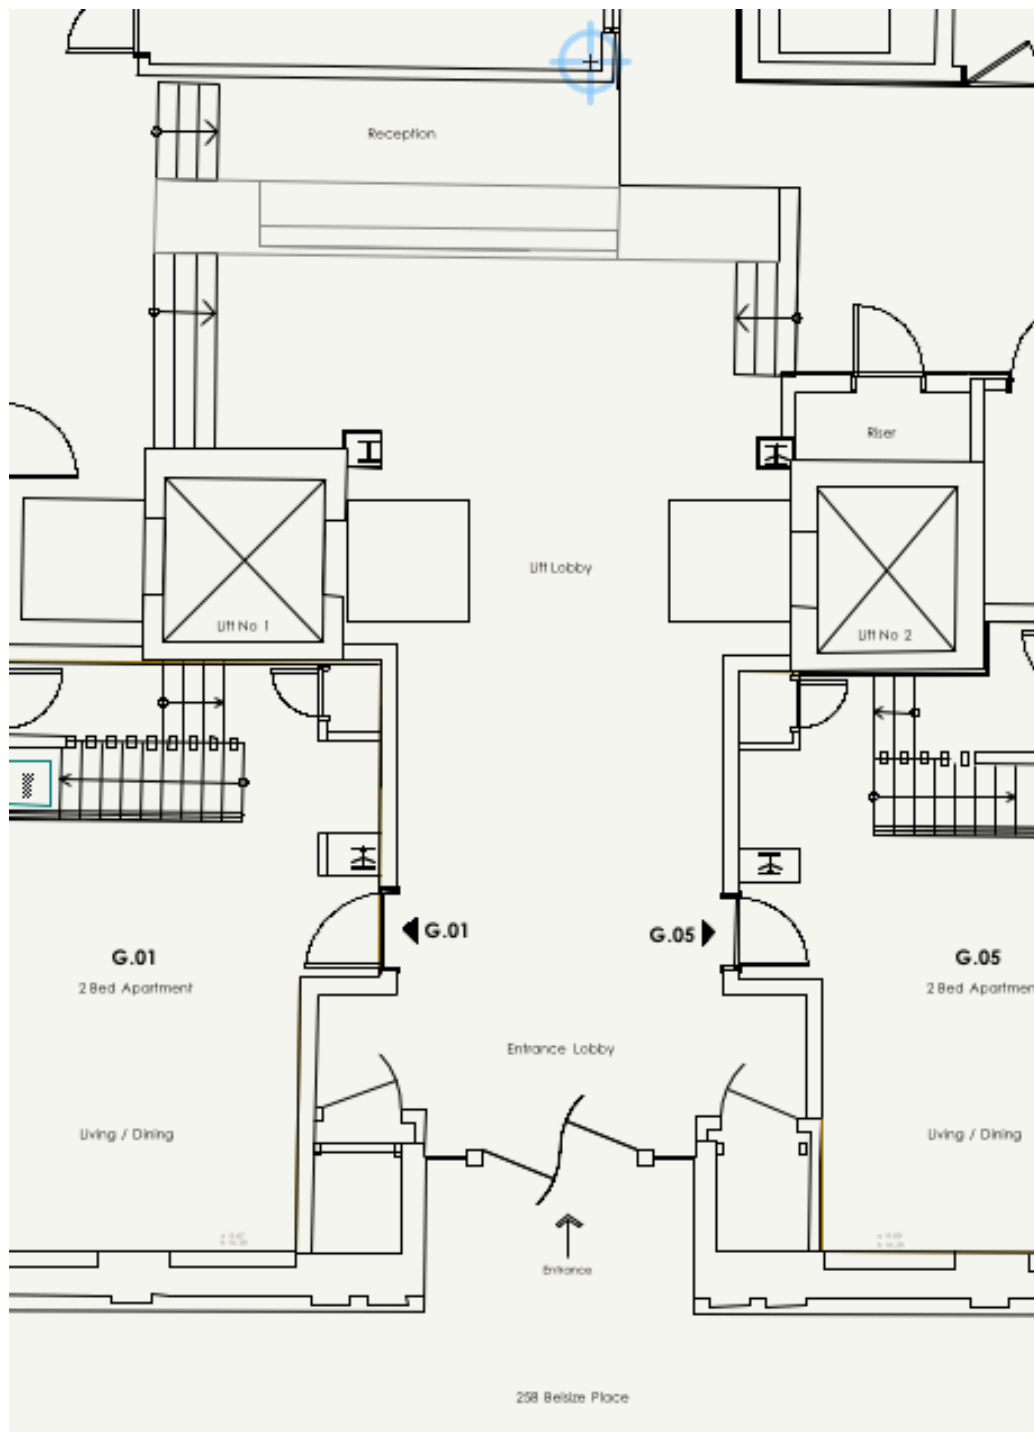 Reception
Riser
Lift Lobby
Lift No 1
Lift No 2
G.01
G.05
G.01
2 Bed Apartment
G.05
2 Bed Apartmen
Entrance Lobby
Living / Dining
Living / Dining
Entrance
258 Belsize Place